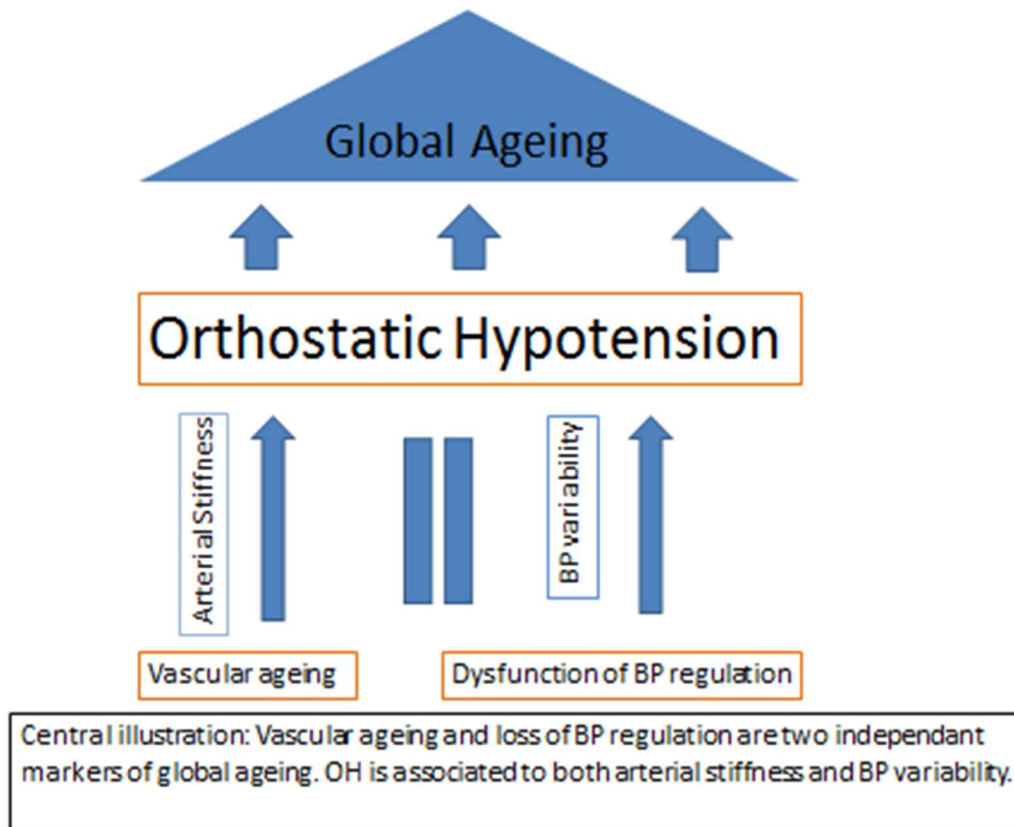 Global Ageing
Orthostatic Hypotension
Arterial Stiffness
BP variability
Vascular ageing
Dysfunction of BP regulation
Central illustration: Vascular ageing and loss of BP regulation are two independant
markers of global ageing. OH is associated to both arterial stiffness and BP variability.